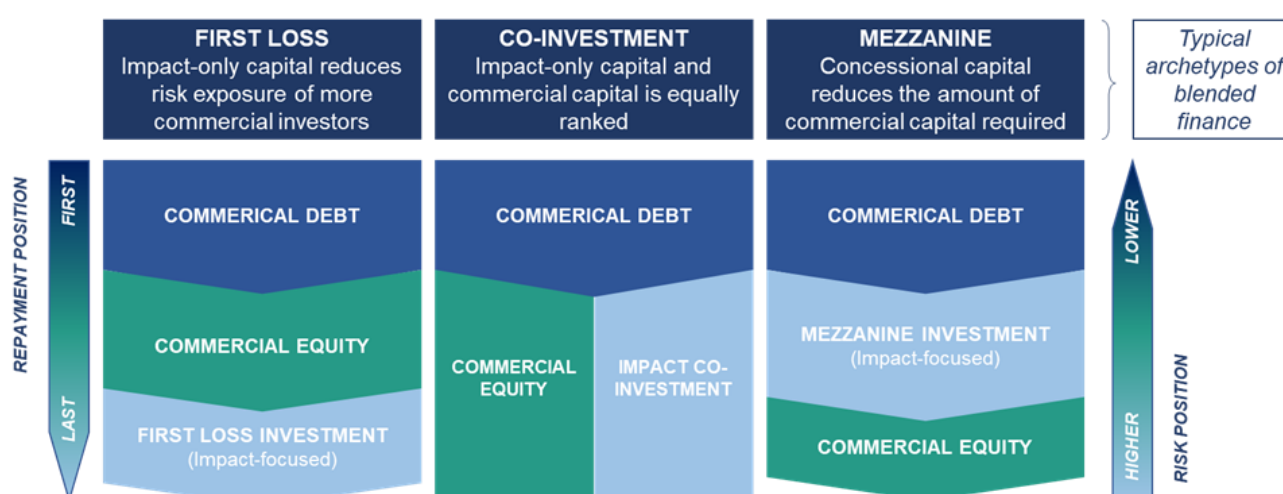 FIRST LOSS
Impact-only capital reduces
risk exposure of more
commercial investors
CO-INVESTMENT
Impact-only capital and
commercial capital is equally
ranked
MEZZANINE
Concessional capital
reduces the amount of
commercial capital required
Typical
archetypes of
blended
finance
REPAYMENT POSITION
FIRST
LAST
COMMERICAL DEBT
COMMERCIAL EQUITY
FIRST LOSS INVESTMENT
(Impact-focused)
COMMERICAL DEBT
COMMERCIAL
EQUITY
IMPACT CO-
INVESTMENT
COMMERICAL DEBT
MEZZANINE INVESTMENT
(Impact-focused)
COMMERCIAL EQUITY
LOWER
HIGHER
RISK POSITION